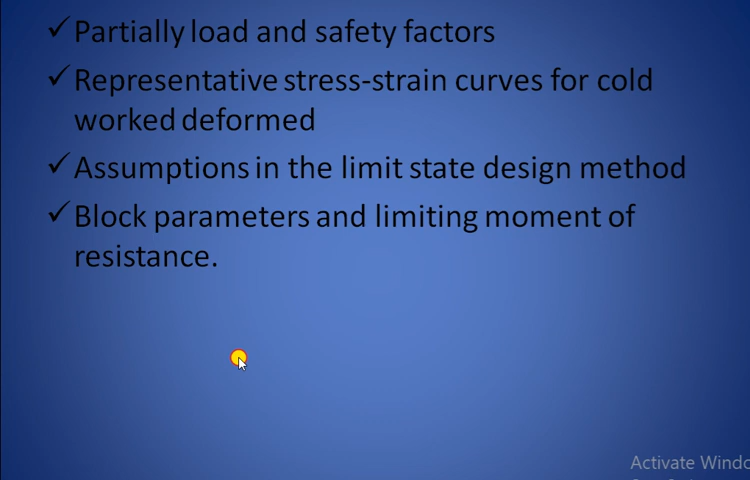 ✓Partially load and safety factors
✓Representative stress-strain curves for cold
worked deformed
✓Assumptions in the limit state design method
✓Block parameters and limiting moment of
resistance.
Activate Windo